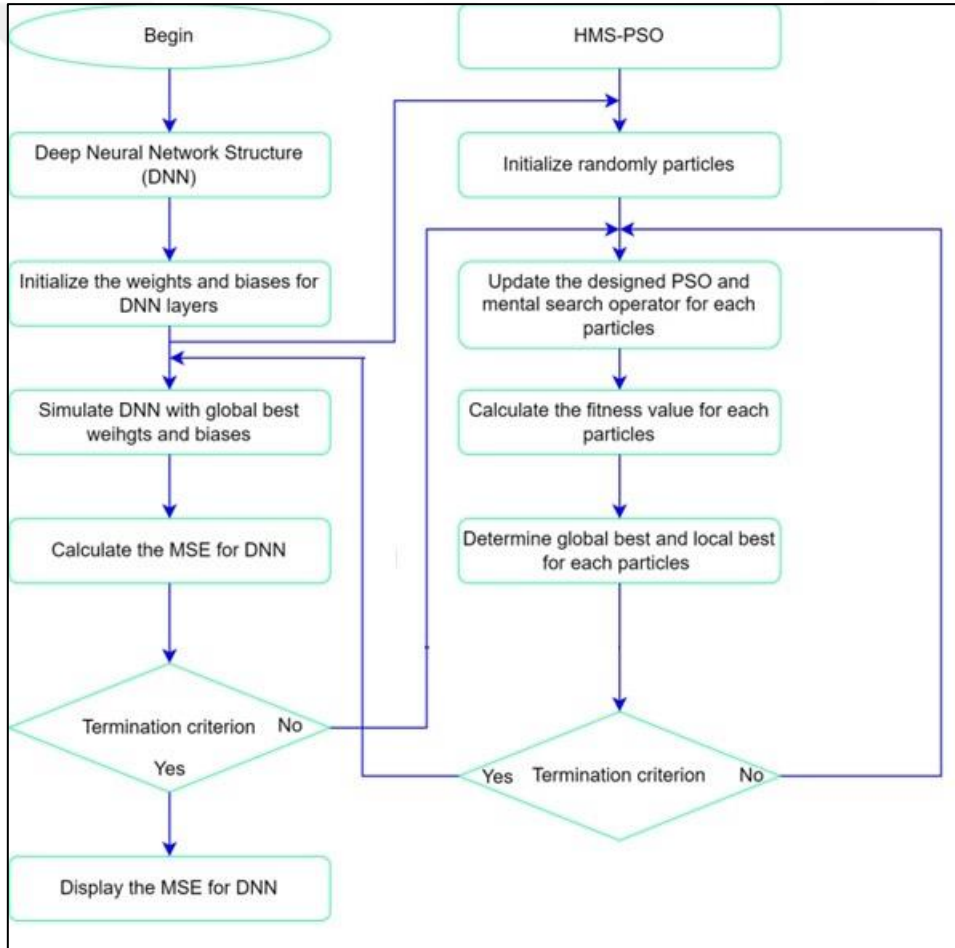 Begin
Deep Neural Network Structure
(DNN)
Initialize the weights and biases for
DNN layers
Simulate DNN with global best
weihgts and biases
Calculate the MSE for DNN
Termination criterion
No
Yes
Display the MSE for DNN
HMS-PSO
Initialize randomly particles
Update the designed PSO and
mental search operator for each
particles
Calculate the fitness value for each
particles
Determine global best and local best
for each particles
Yes
Termination criterion
No